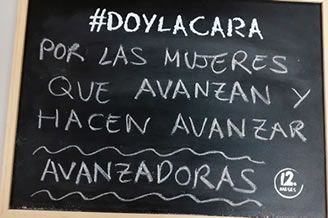 #DOYLACARA
POR LAS MUJERES
QUE AVANZAN Y
HACEN AVANZAR
AVANZADORAS
12
MESES